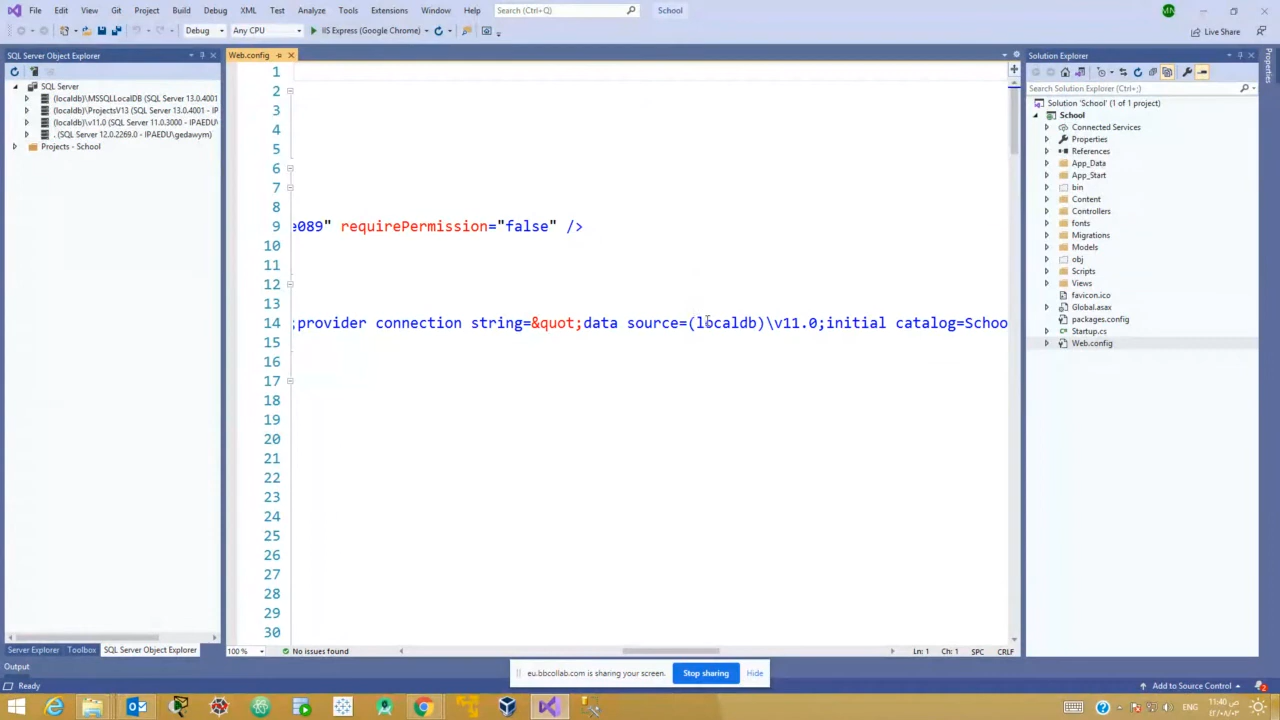 File Edit View Git Project Build Debug XML Test Analyze Tools Extensions Window Help Search (Ctrl+Q) School MN
Debug Any CPU IIS Express (Google Chrome) Live Share
SQL Server Object Explorer
SQL Server
(localdb)\MSSQLLocalDB (SQL Server 13.0.4001
(localdb)\ProjectsV13 (SQL Server 13.0.4001 -
(localdb)\v11.0 (SQL Server 11.0.3000 - IPAEDU
. (SQL Server 12.0.2269.0 - IPAEDU\gedawym)
Projects - School
Web.config
1
2
3
4
5
6
7
8
9 e089" requirePermission="false" />
10
11
12
13
14 ;provider connection string=&quot;data source=(localdb)\v11.0;initial catalog=Schoo
15
16
17
18
19
20
21
22
23
24
25
26
27
28
29
30
100 % No issues found Ln: 1 Ch: 1 SPC CRLF
Solution Explorer
Search Solution Explorer (Ctrl+;)
Solution 'School' (1 of 1 project)
School
Connected Services
Properties
References
App_Data
App_Start
bin
Content
Controllers
fonts
Migrations
Models
obj
Scripts
Views
favicon.ico
Global.asax
packages.config
Startup.cs
Web.config
Properties
Server Explorer Toolbox SQL Server Object Explorer
Output
eu.bbcollab.com is sharing your screen. Stop sharing Hide
Ready Add to Source Control 2
ENG
11:40 ص